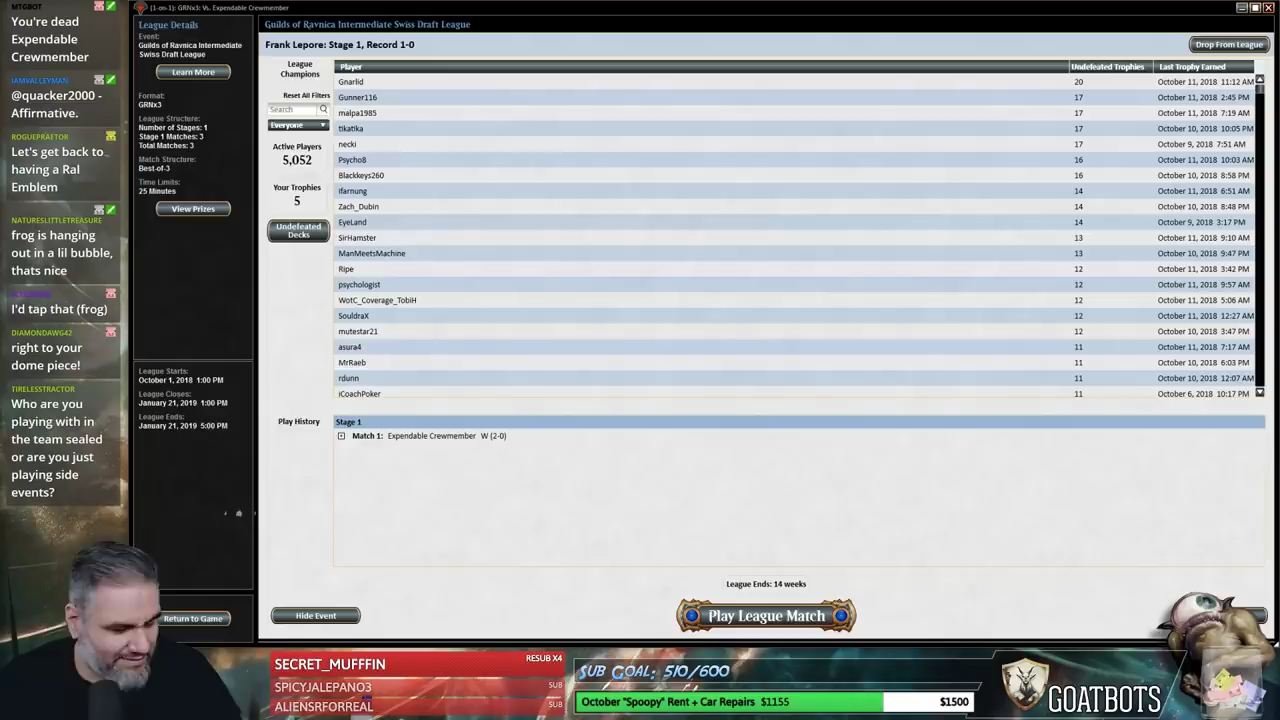 MTGBOT
You're dead
Expendable
Crewmember
IAMVALLEYMAN
@quacker2000 -
Affirmative.
ROGUEPRAETOR
Let's get back to
having a Ral
Emblem
NATURESLITTLETREASURE
frog is hanging
out in a lil bubble,
thats nice
I'd tap that (frog)
DIAMONDAWG42
right to your
dome piece!
TIRELESSTRACTOR
Who are you
playing with in
the team sealed
or are you just
playing side
events?
(1-on-1): GRNx3: Vs. Expendable Crewmember
League Details
Event:
Guilds of Ravnica Intermediate
Swiss Draft League
Learn More
Format:
GRNx3
League Structure:
Number of Stages: 1
Stage 1 Matches: 3
Total Matches: 3
Match Structure:
Best-of-3
Time Limits:
25 Minutes
View Prizes
League Starts:
October 1, 2018 1:00 PM
League Closes:
January 21, 2019 1:00 PM
League Ends:
January 21, 2019 5:00 PM
Return to Game
Guilds of Ravnica Intermediate Swiss Draft League
Frank Lepore: Stage 1, Record 1-0
Drop From League
League
Champions
Reset All Filters
Search
Everyone
Active Players
5,052
Your Trophies
5
Undefeated
Decks
Player Undefeated Trophies Last Trophy Earned
Gnarlid 20 October 11, 2018 11:12 AM
Gunner116 17 October 11, 2018 2:45 PM
malpa1985 17 October 11, 2018 7:19 AM
tikatika 17 October 10, 2018 10:05 PM
necki 17 October 9, 2018 7:51 AM
Psycho8 16 October 11, 2018 10:03 AM
Blackkeys260 16 October 10, 2018 8:58 PM
ifarnung 14 October 11, 2018 6:51 AM
Zach_Dubin 14 October 10, 2018 8:48 PM
EyeLand 14 October 9, 2018 3:17 PM
SirHamster 13 October 11, 2018 9:10 AM
ManMeetsMachine 13 October 10, 2018 9:47 PM
Ripe 12 October 11, 2018 3:42 PM
psychologist 12 October 11, 2018 9:57 AM
WotC_Coverage_TobiH 12 October 11, 2018 5:06 AM
SouldraX 12 October 11, 2018 12:27 AM
mutestar21 12 October 10, 2018 3:47 PM
asura4 11 October 11, 2018 7:17 AM
MrRaeb 11 October 10, 2018 6:03 PM
rdunn 11 October 10, 2018 12:07 AM
iCoachPoker 11 October 6, 2018 10:17 PM
Play History
Stage 1
Match 1: Expendable Crewmember W (2-0)
League Ends: 14 weeks
Hide Event
Play League Match
SECRET_MUFFFIN RESUB X4
SPICYJALEPANO3 SUB
ALIENSRFORREAL SUB
SUB GOAL: 510/600
October "Spoopy" Rent + Car Repairs $1155 $1500
GOATBOTS